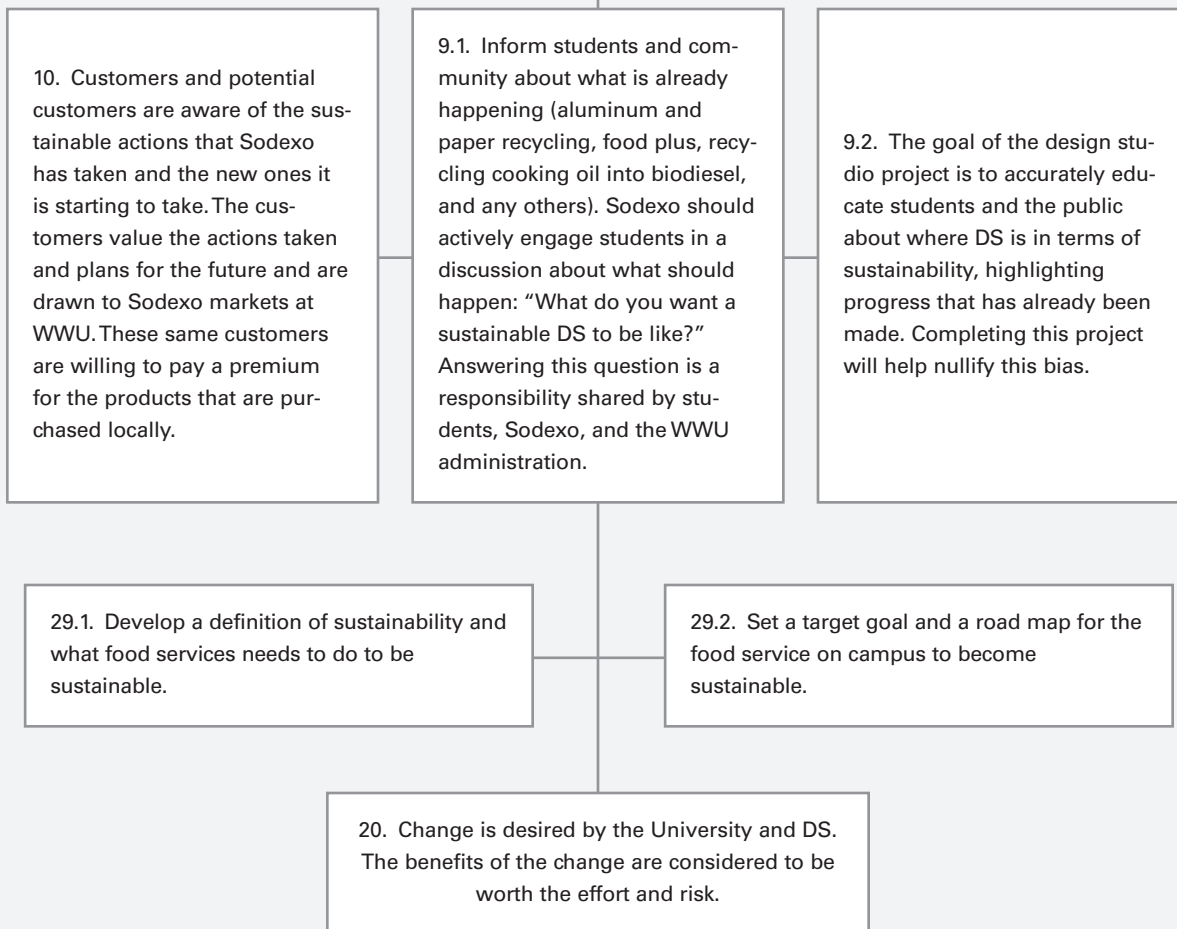 10. Customers and potential
customers are aware of the sus-
tainable actions that Sodexo
has taken and the new ones it
is starting to take. The cus-
tomers value the actions taken
and plans for the future and are
drawn to Sodexo markets at
WWU. These same customers
are willing to pay a premium
for the products that are pur-
chased locally.
9.1. Inform students and com-
munity about what is already
happening (aluminum and
paper recycling, food plus, recy-
cling cooking oil into biodiesel,
and any others). Sodexo should
actively engage students in a
discussion about what should
happen: “What do you want a
sustainable DS to be like?”
Answering this question is a
responsibility shared by stu-
dents, Sodexo, and the WWU
administration.
9.2. The goal of the design stu-
dio project is to accurately edu-
cate students and the public
about where DS is in terms of
sustainability, highlighting
progress that has already been
made. Completing this project
will help nullify this bias.
29.1. Develop a definition of sustainability and
what food services needs to do to be
sustainable.
29.2. Set a target goal and a road map for the
food service on campus to become
sustainable.
20. Change is desired by the University and DS.
The benefits of the change are considered to be
worth the effort and risk.